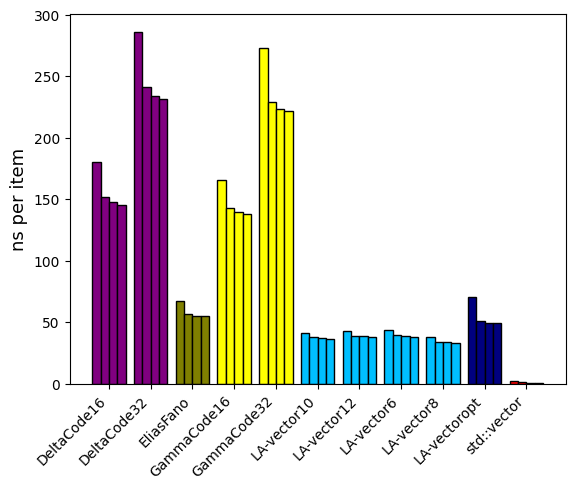 ns per item
300
250
200
150
100
50
0
DeltaCode16
DeltaCode32
EliasFano
GammaCode16
GammaCode32
LA-vector10
LA-vector12
LA-vector6
LA-vector8
LA-vectoropt
std::vector